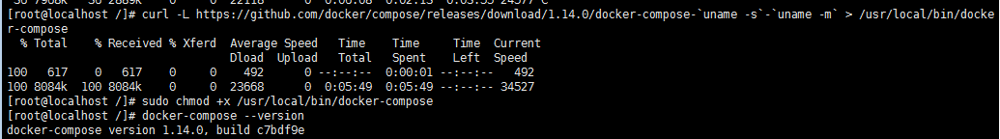 [root@localhost /]# curl -L https://github.com/docker/compose/releases/download/1.14.0/docker-compose-`uname -s`-`uname -m` > /usr/local/bin/docke
r-compose
  % Total    % Received % Xferd  Average Speed   Time    Time     Time  Current
                                 Dload  Upload   Total   Spent    Left  Speed
100   617    0   617    0     0    492      0 --:--:--  0:00:01 --:--:--   492
100 8084k  100 8084k    0     0  23668      0  0:05:49  0:05:49 --:--:-- 34527
[root@localhost /]# sudo chmod +x /usr/local/bin/docker-compose
[root@localhost /]# docker-compose --version
docker-compose version 1.14.0, build c7bdf9e